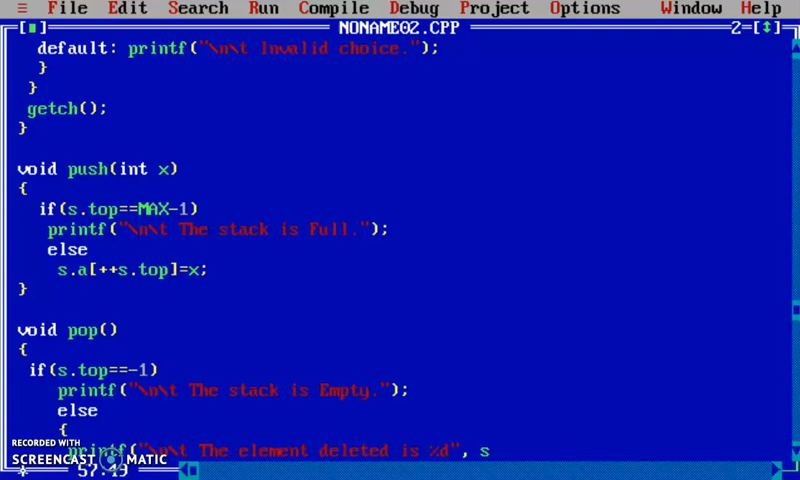 ≡ File Edit Search Run Compile Debug Project Options Window Help
[■] NONAME02.CPP 2=[↕]
default: printf("\n\t Invalid choice.");
}
}
getch();
}
void push(int x)
{
if(s.top==MAX-1)
printf("\n\t The stack is Full.");
else
s.a[++s.top]=x;
}
void pop()
{
if(s.top==-1)
printf("\n\t The stack is Empty.");
else
{
printf("\n\t The element deleted is %d", s
RECORDED WITH
SCREENCAST MATIC
57:49